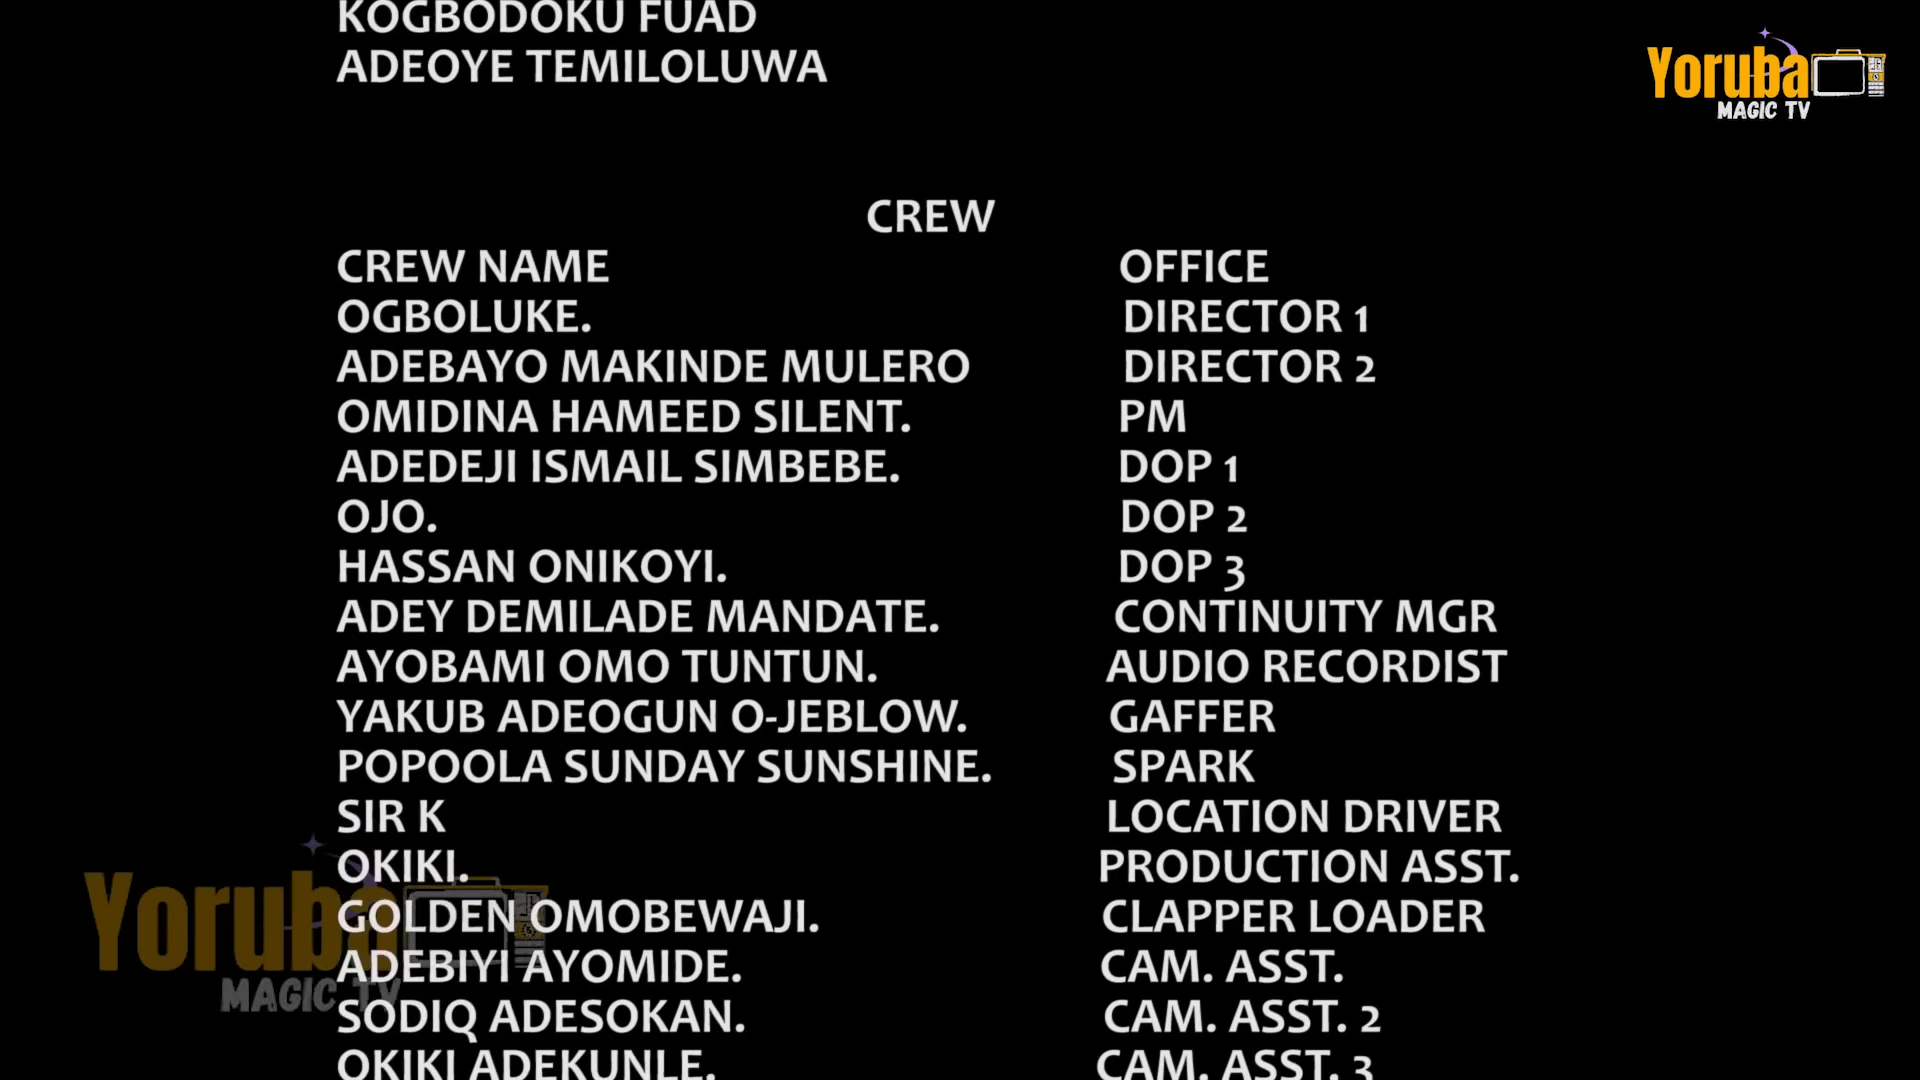 KOGBODOKU FUAD
ADEOYE TEMILOLUWA
Yoruba
MAGIC TV
CREW
CREW NAME OFFICE
OGBOLUKE. DIRECTOR 1
ADEBAYO MAKINDE MULERO DIRECTOR 2
OMIDINA HAMEED SILENT. PM
ADEDEJI ISMAIL SIMBEBE. DOP 1
OJO. DOP 2
HASSAN ONIKOYI. DOP 3
ADEY DEMILADE MANDATE. CONTINUITY MGR
AYOBAMI OMO TUNTUN. AUDIO RECORDIST
YAKUB ADEOGUN O-JEBLOW. GAFFER
POPOOLA SUNDAY SUNSHINE. SPARK
SIR K LOCATION DRIVER
OKIKI. PRODUCTION ASST.
GOLDEN OMOBEWAJI. CLAPPER LOADER
ADEBIYI AYOMIDE. CAM. ASST.
SODIQ ADESOKAN. CAM. ASST. 2
OKIKI ADEKUNLE. CAM. ASST. 3
Yoruba
MAGIC TV